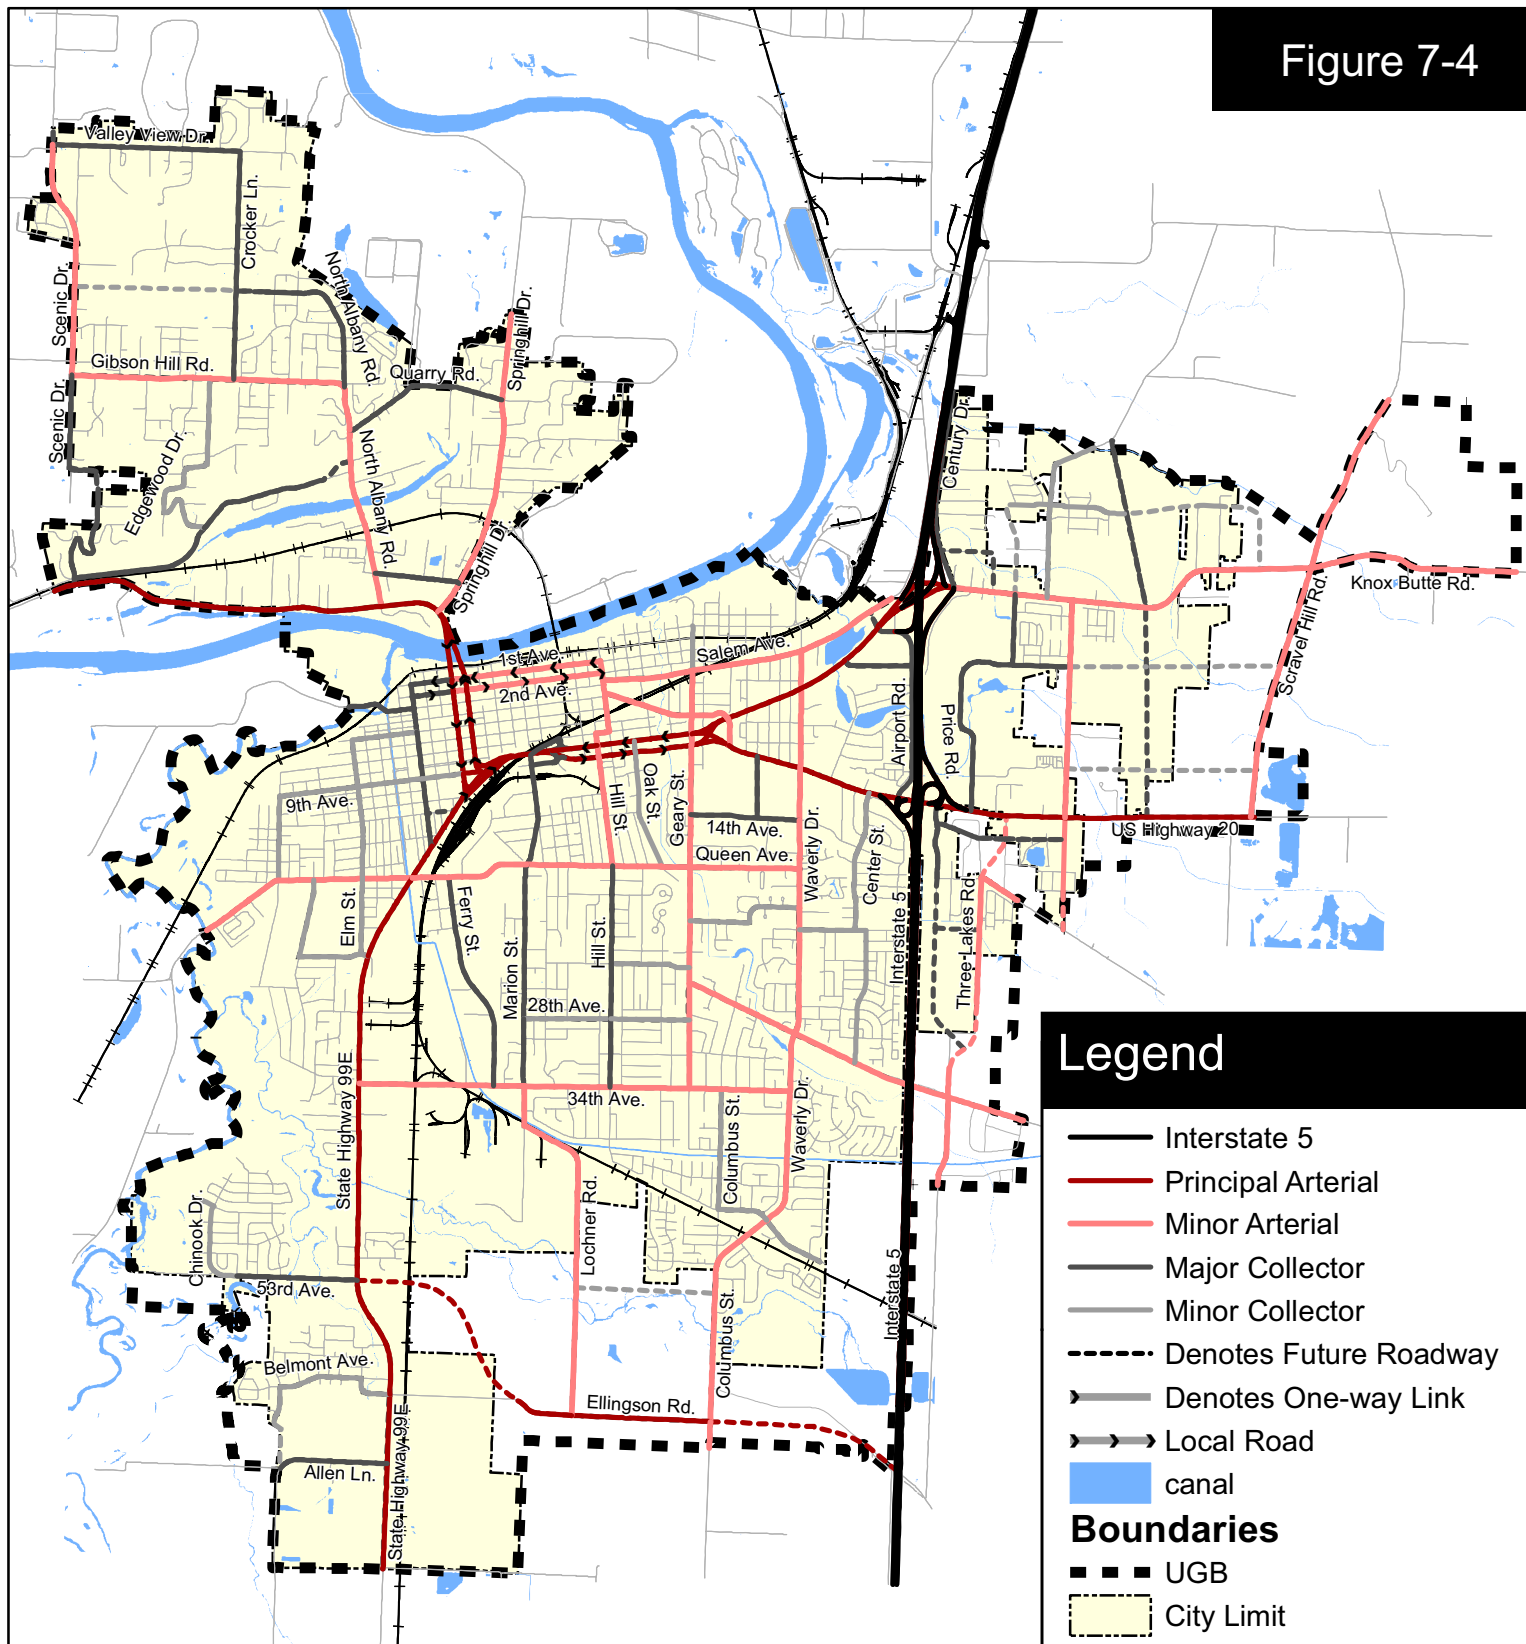 Figure 7-4
Valley View Dr.
Crocker Ln.
Scenic Dr.
North Albany Rd.
Springhill Dr.
Gibson Hill Rd.
Quarry Rd.
Scenic Dr.
Edgewood Dr.
North Albany Rd.
Springhill Dr.
Century Dr.
Knox Butte Rd.
Scravel Hill Rd.
1st Ave.
Salem Ave.
2nd Ave.
Airport Rd.
Price Rd.
9th Ave.
Hill St.
Oak St.
Geary St.
14th Ave.
Queen Ave.
Waverly Dr.
Center St.
US Highway 20
Elm St.
Ferry St.
Marion St.
Hill St.
Interstate 5
Three Lakes Rd.
28th Ave.
State Highway 99E
34th Ave.
Columbus St.
Waverly Dr.
Chinook Dr.
Lochner Rd.
53rd Ave.
Interstate 5
Columbus St.
Belmont Ave.
Ellingson Rd.
Allen Ln.
State Highway 99E
Legend
Interstate 5
Principal Arterial
Minor Arterial
Major Collector
Minor Collector
Denotes Future Roadway
Denotes One-way Link
Local Road
canal
Boundaries
UGB
City Limit